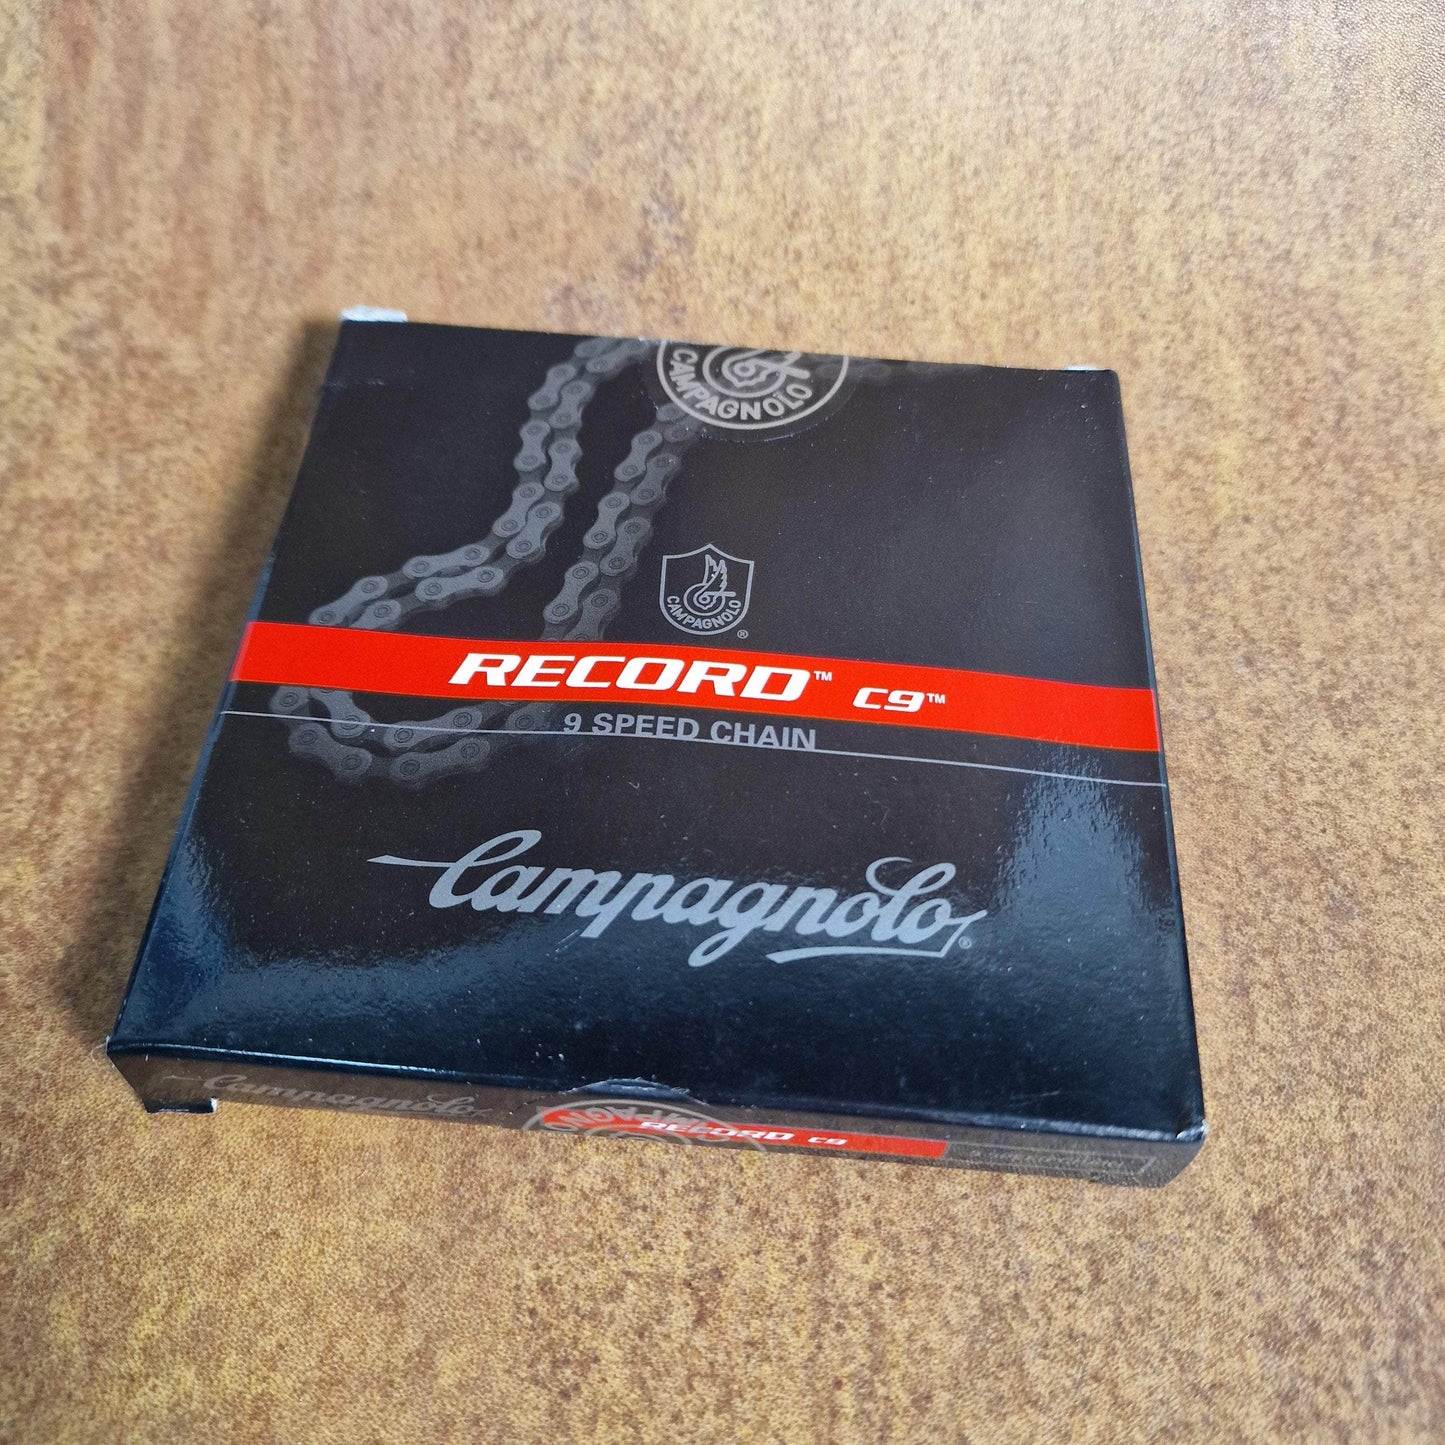 CAMPAGNOLO
CAMPAGNOLO ®
RECORD™ C9™
9 SPEED CHAIN
Campagnolo ®
Campagnolo
RECORD C9